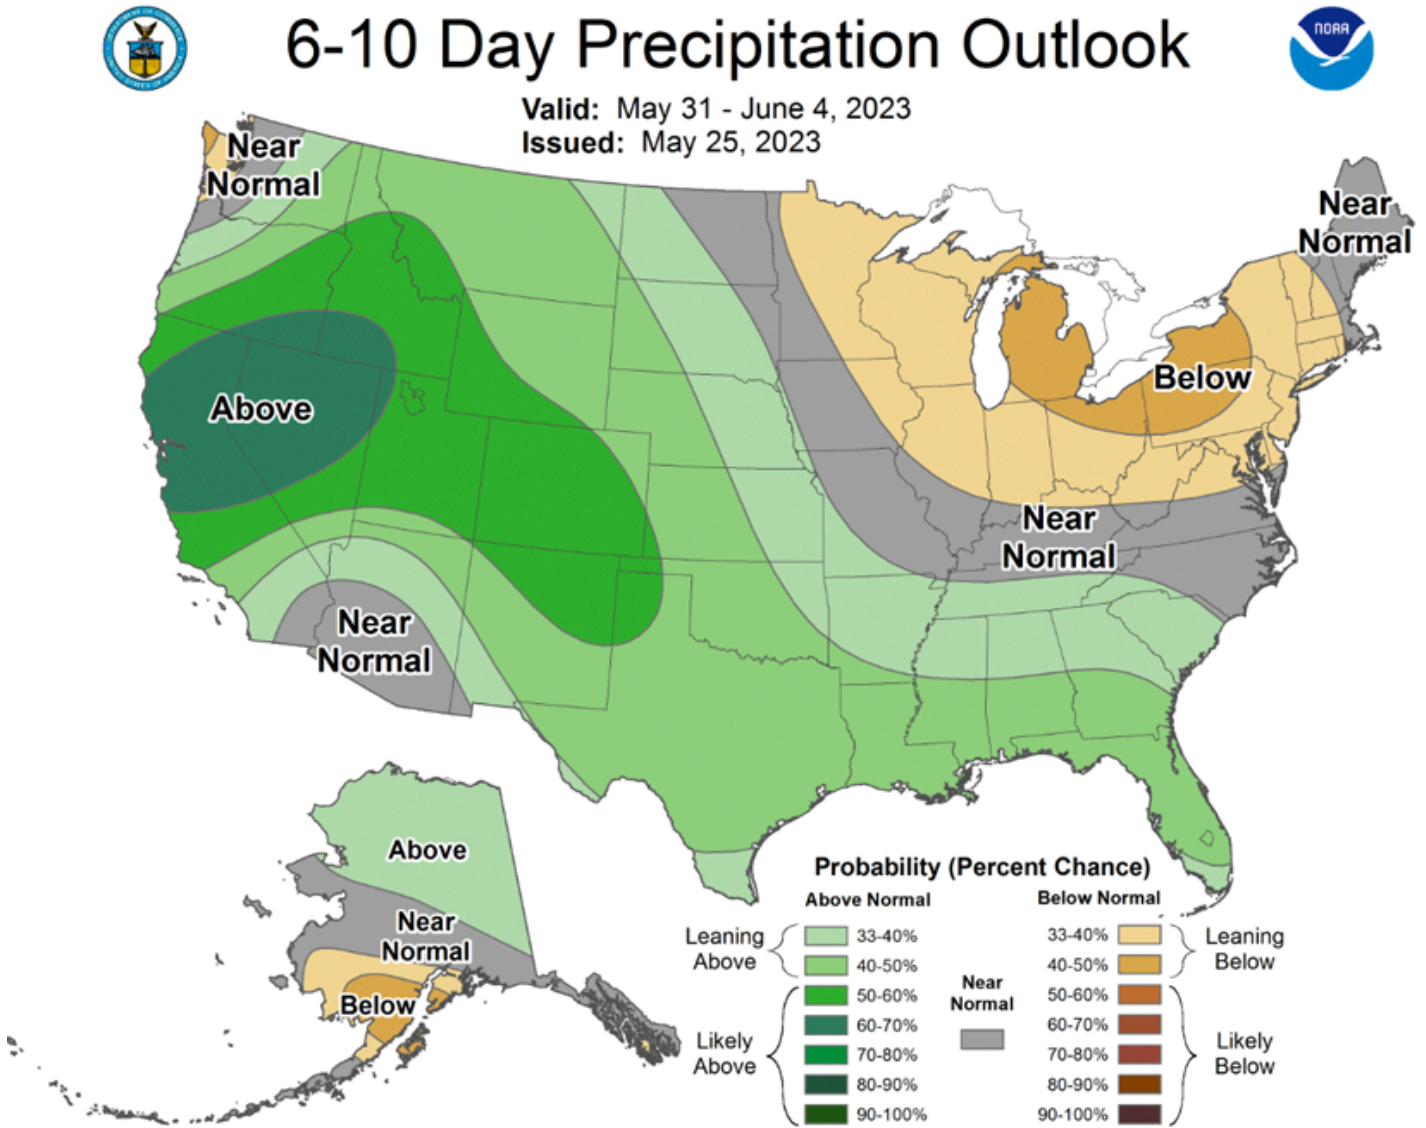 6-10 Day Precipitation Outlook
NOAA
Valid: May 31 - June 4, 2023
Issued: May 25, 2023
Near
Normal
Near
Normal
Above
Below
Near
Normal
Near
Normal
Above
Near
Normal
Below
Probability (Percent Chance)
Above Normal
Below Normal
Leaning
Above
33-40%
40-50%
Likely
Above
50-60%
60-70%
70-80%
80-90%
90-100%
Near
Normal
33-40%
40-50%
Leaning
Below
50-60%
60-70%
70-80%
80-90%
90-100%
Likely
Below